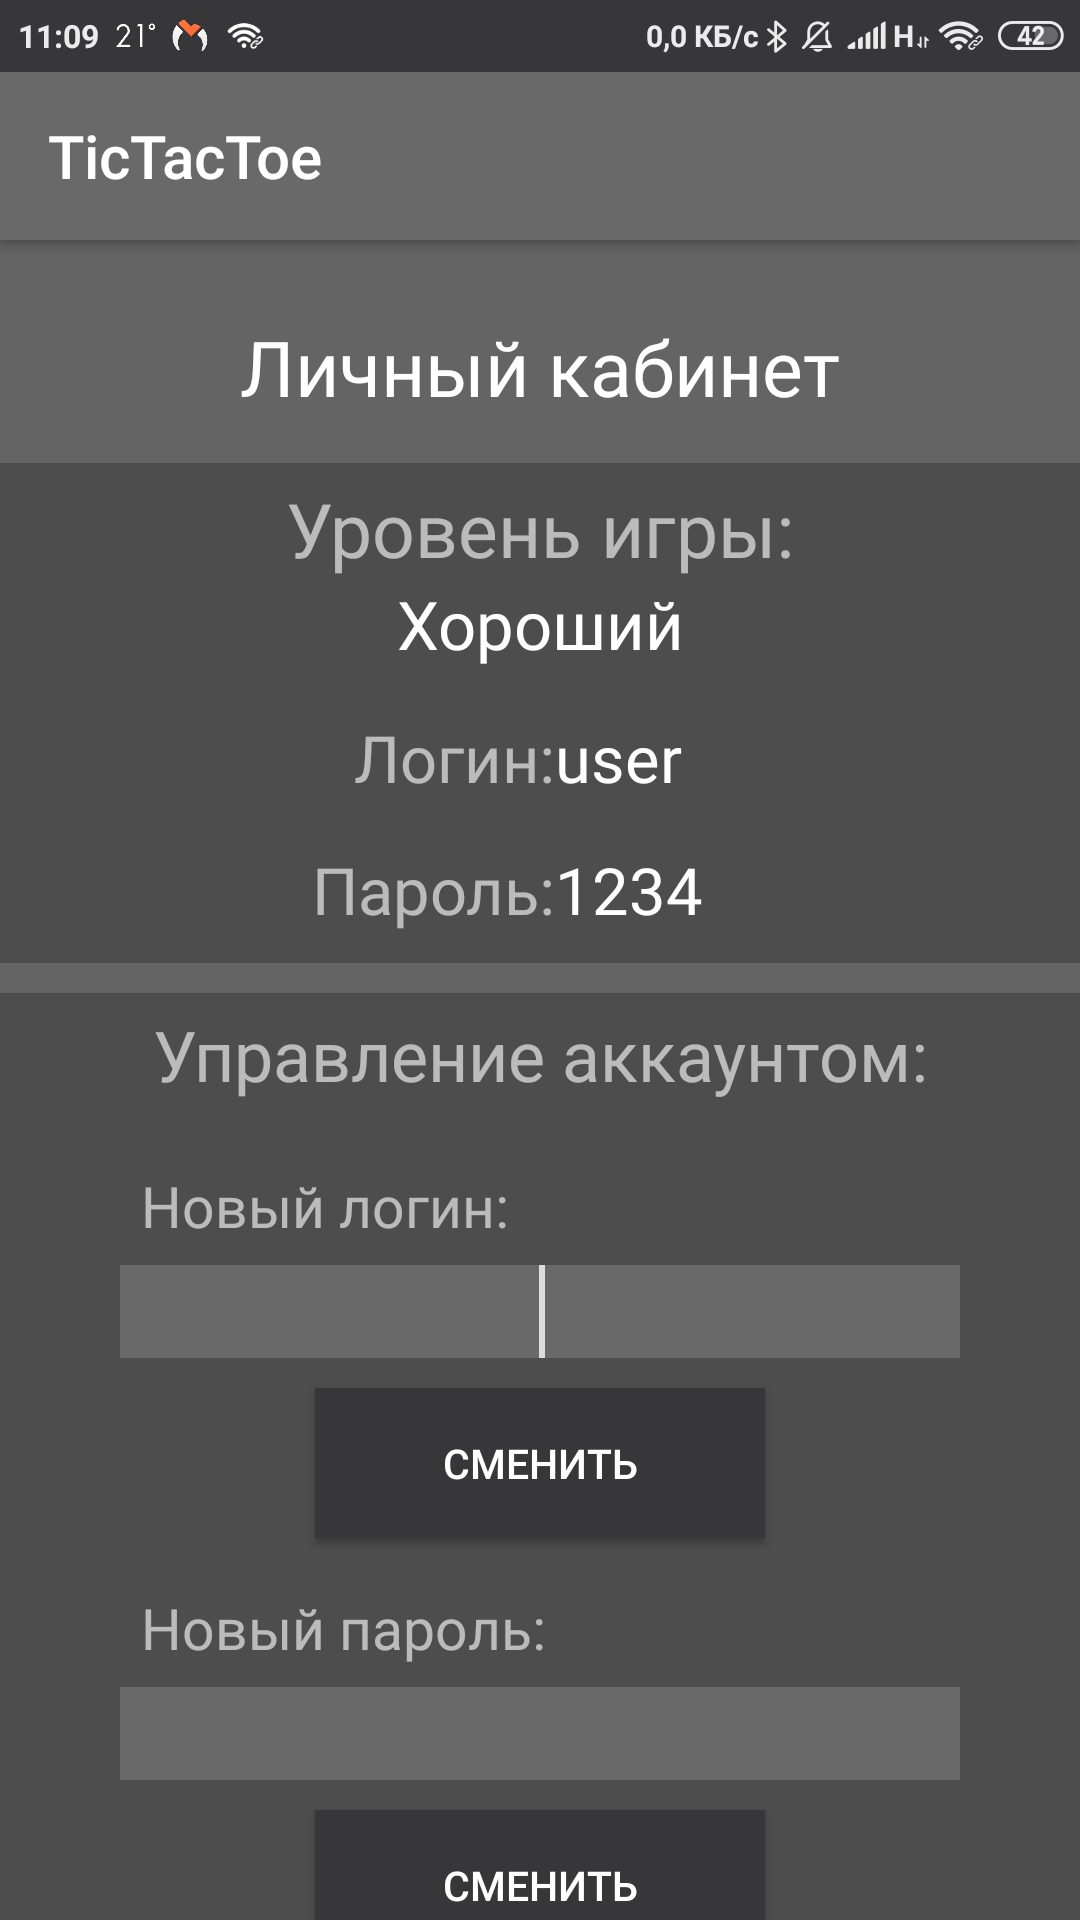 11:09 21° 0,0 КБ/с H 42
TicTacToe
Личный кабинет
Уровень игры:
Хороший
Логин:user
Пароль:1234
Управление аккаунтом:
Новый логин:
СМЕНИТЬ
Новый пароль:
СМЕНИТЬ